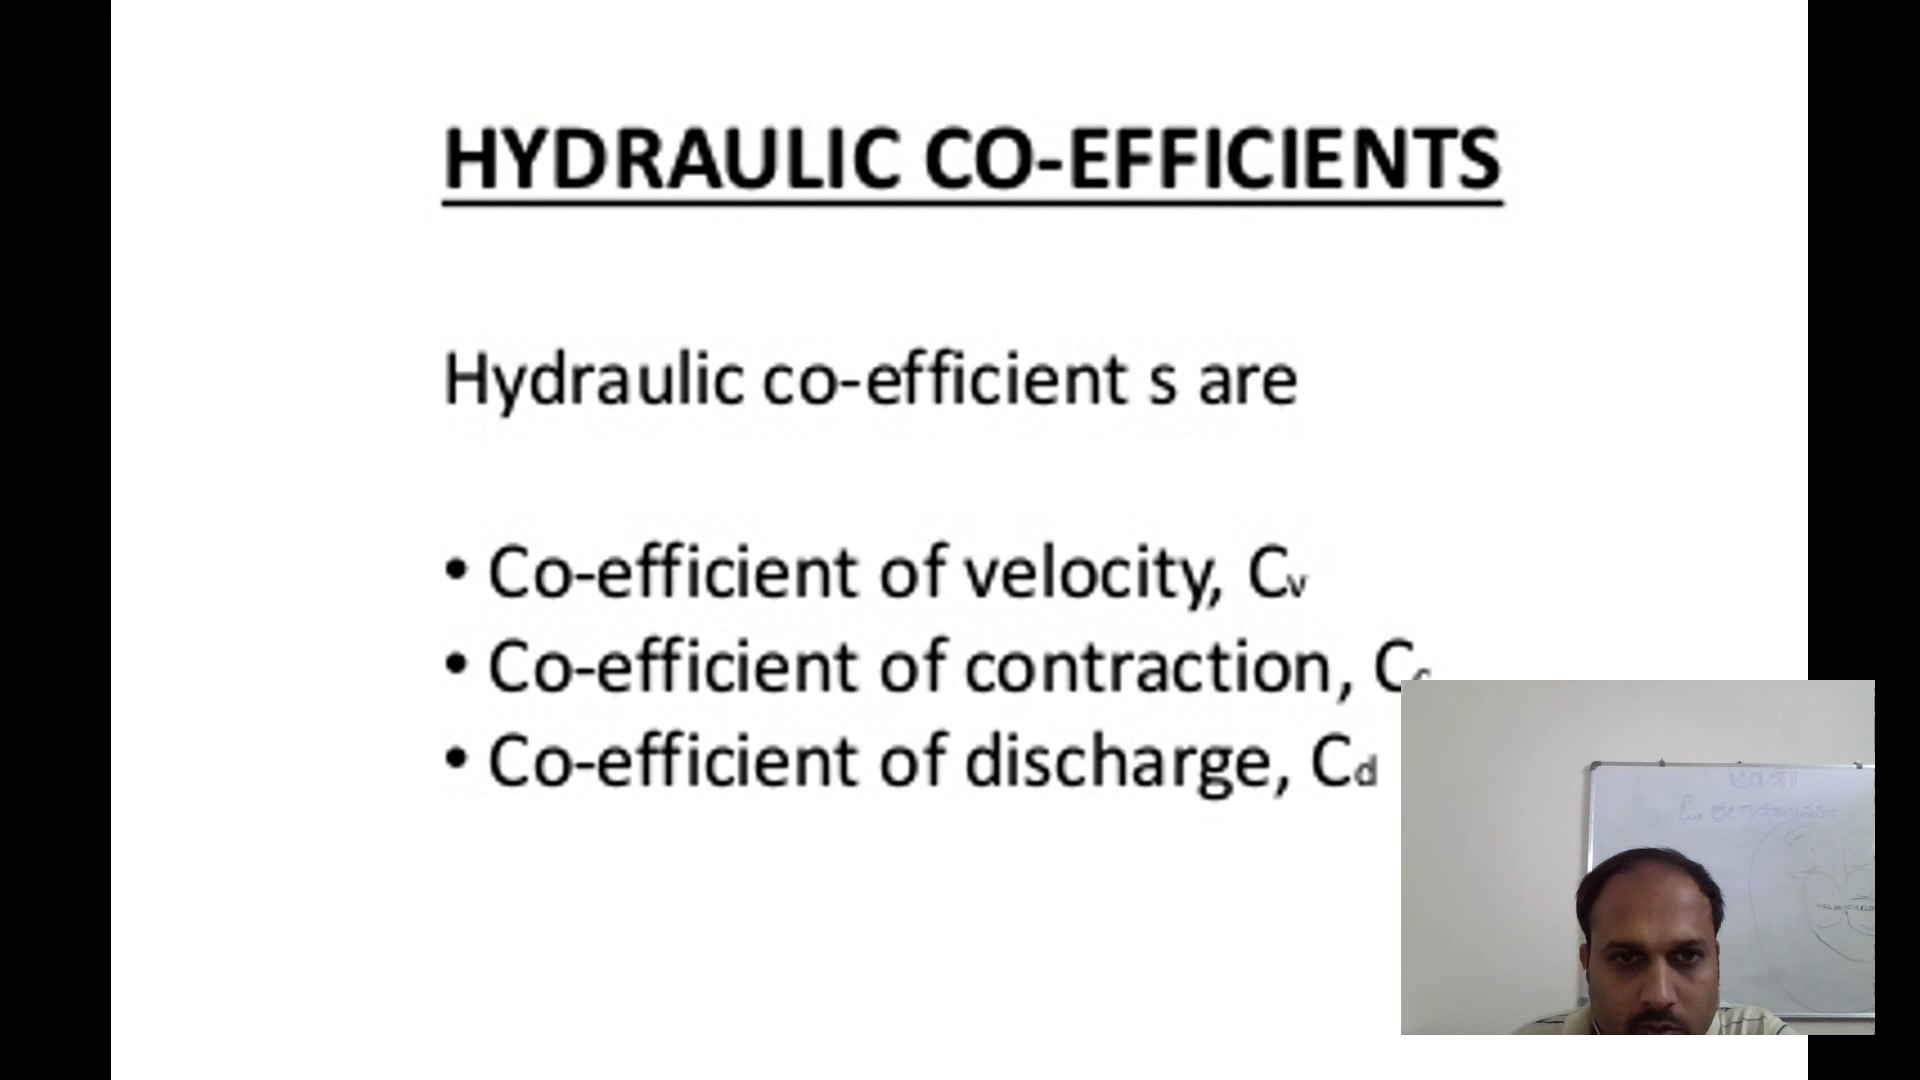 HYDRAULIC CO-EFFICIENTS
Hydraulic co-efficient s are
• Co-efficient of velocity, Cv
• Co-efficient of contraction, Cc
• Co-efficient of discharge, Cd